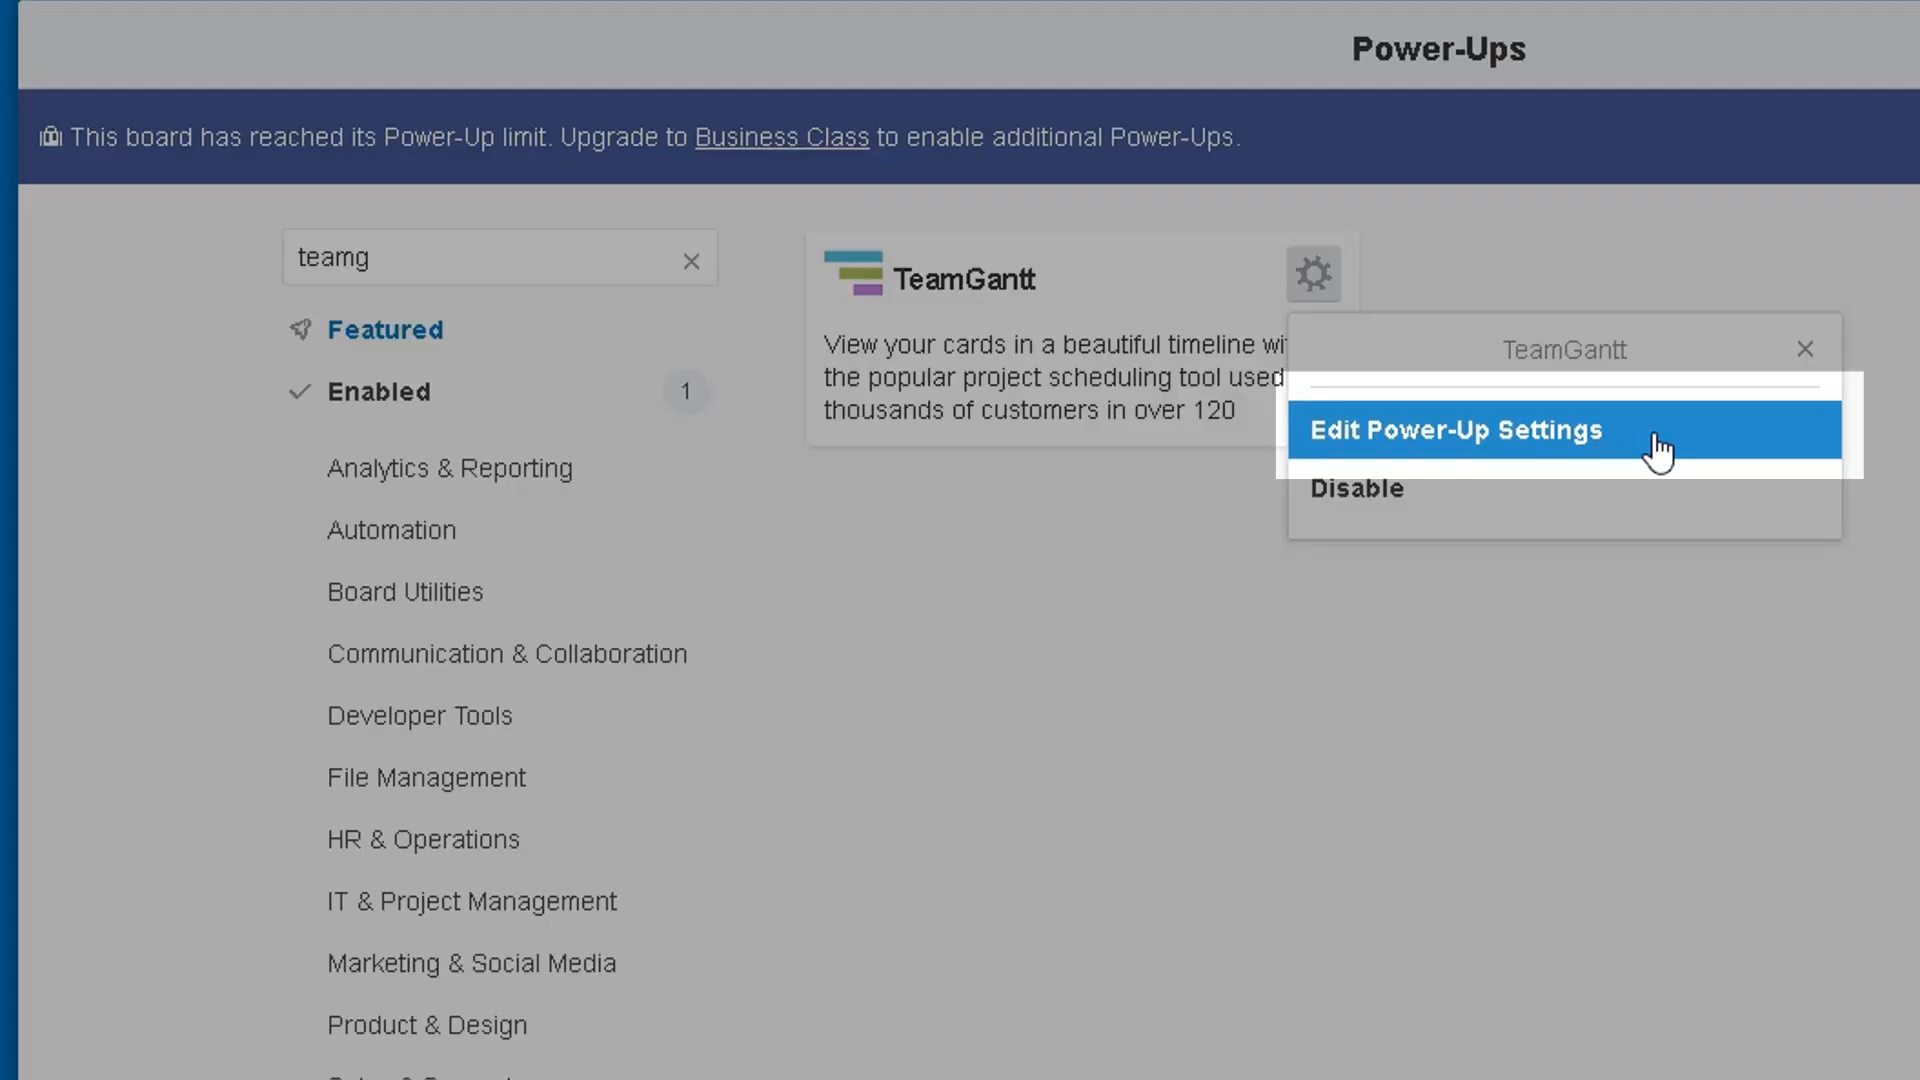 Power-Ups
This board has reached its Power-Up limit. Upgrade to Business Class to enable additional Power-Ups.
teamg
Featured
Enabled
1
Analytics & Reporting
Automation
Board Utilities
Communication & Collaboration
Developer Tools
File Management
HR & Operations
IT & Project Management
Marketing & Social Media
Product & Design
TeamGantt
View your cards in a beautiful timeline
the popular project scheduling tool used
thousands of customers in over 120
TeamGantt
Edit Power-Up Settings
Disable